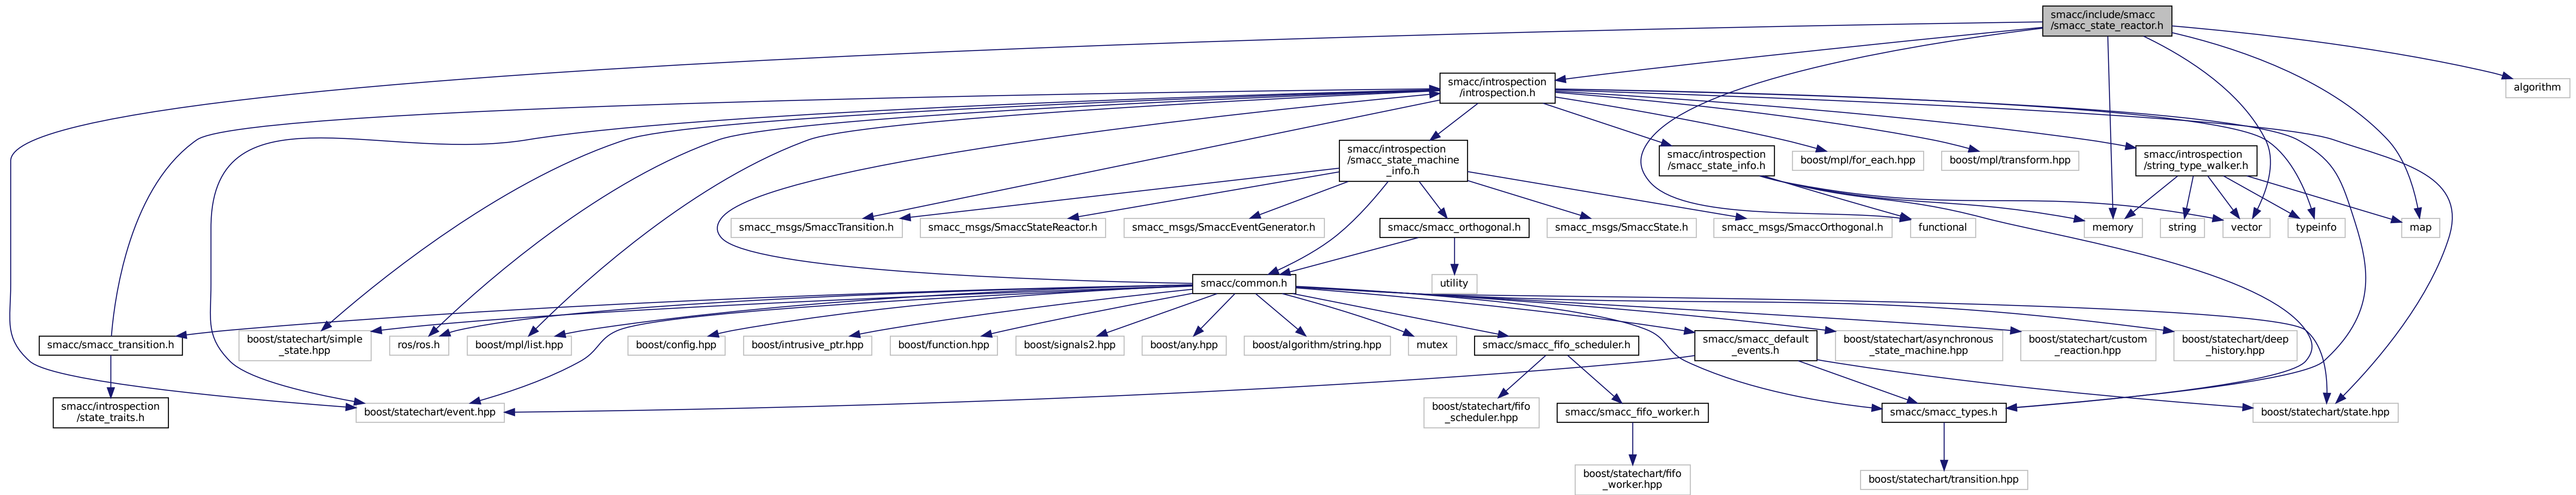 smacc/include/smacc
/smacc_state_reactor.h
smacc/introspection
/introspection.h
algorithm
smacc/introspection
/smacc_state_machine
_info.h
smacc/introspection
/smacc_state_info.h
boost/mpl/for_each.hpp
boost/mpl/transform.hpp
smacc/introspection
/string_type_walker.h
smacc_msgs/SmaccTransition.h
smacc_msgs/SmaccStateReactor.h
smacc_msgs/SmaccEventGenerator.h
smacc/smacc_orthogonal.h
smacc_msgs/SmaccState.h
smacc_msgs/SmaccOrthogonal.h
functional
memory
string
vector
typeinfo
map
smacc/common.h
utility
smacc/smacc_transition.h
boost/statechart/simple
_state.hpp
ros/ros.h
boost/mpl/list.hpp
boost/config.hpp
boost/intrusive_ptr.hpp
boost/function.hpp
boost/signals2.hpp
boost/any.hpp
boost/algorithm/string.hpp
mutex
smacc/smacc_fifo_scheduler.h
smacc/smacc_default
_events.h
boost/statechart/asynchronous
_state_machine.hpp
boost/statechart/custom
_reaction.hpp
boost/statechart/deep
_history.hpp
smacc/introspection
/state_traits.h
boost/statechart/event.hpp
boost/statechart/fifo
_scheduler.hpp
smacc/smacc_fifo_worker.h
smacc/smacc_types.h
boost/statechart/state.hpp
boost/statechart/fifo
_worker.hpp
boost/statechart/transition.hpp